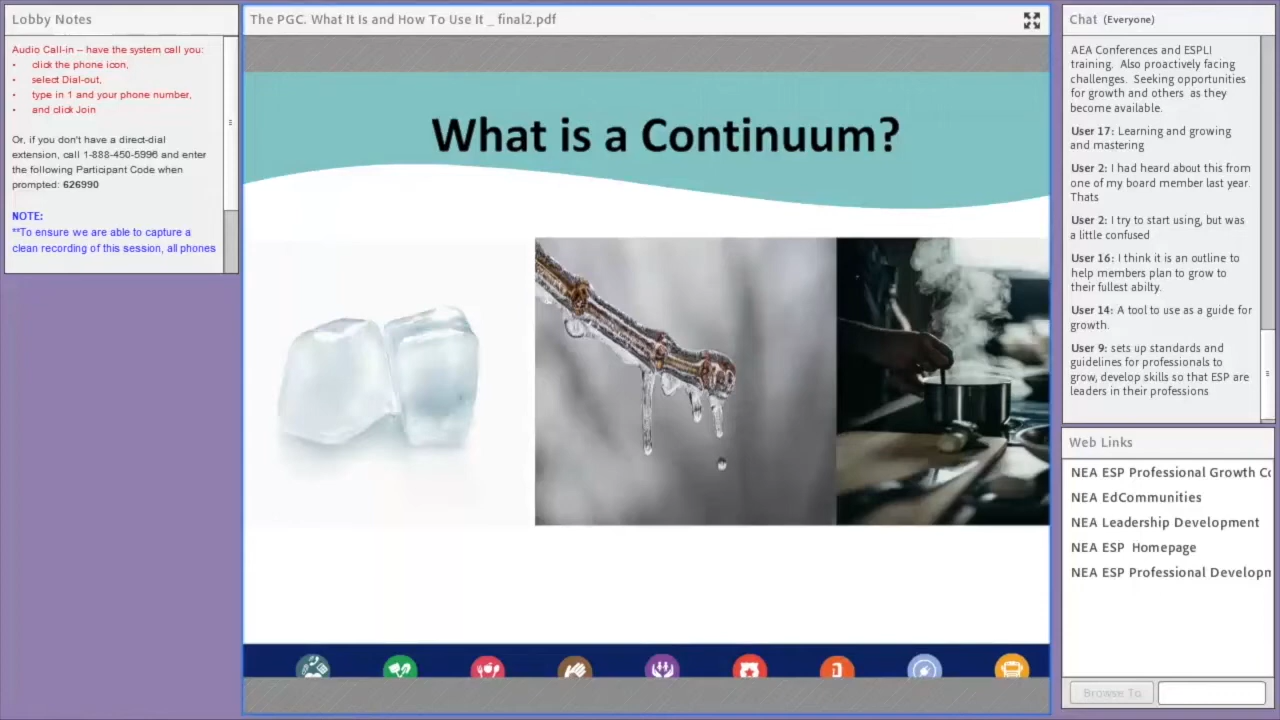 Lobby Notes
Audio Call-in – have the system call you:
• click the phone icon,
• select Dial-out,
• type in 1 and your phone number,
• and click Join
Or, if you don't have a direct-dial
extension, call 1-888-450-5996 and enter
the following Participant Code when
prompted: 626990
NOTE:
**To ensure we are able to capture a
clean recording of this session, all phones
The PGC. What It Is and How To Use It _ final2.pdf
What is a Continuum?
Chat (Everyone)
AEA Conferences and ESPLI
training. Also proactively facing
challenges. Seeking opportunities
for growth and others as they
become available.
User 17: Learning and growing
and mastering
User 2: I had heard about this from
one of my board member last year.
Thats
User 2: I try to start using, but was
a little confused
User 16: I think it is an outline to
help members plan to grow to
their fullest abilty.
User 14: A tool to use as a guide for
growth.
User 9: sets up standards and
guidelines for professionals to
grow, develop skills so that ESP are
leaders in their professions
Web Links
NEA ESP Professional Growth Co
NEA EdCommunities
NEA Leadership Development
NEA ESP Homepage
NEA ESP Professional Developm
Browse To